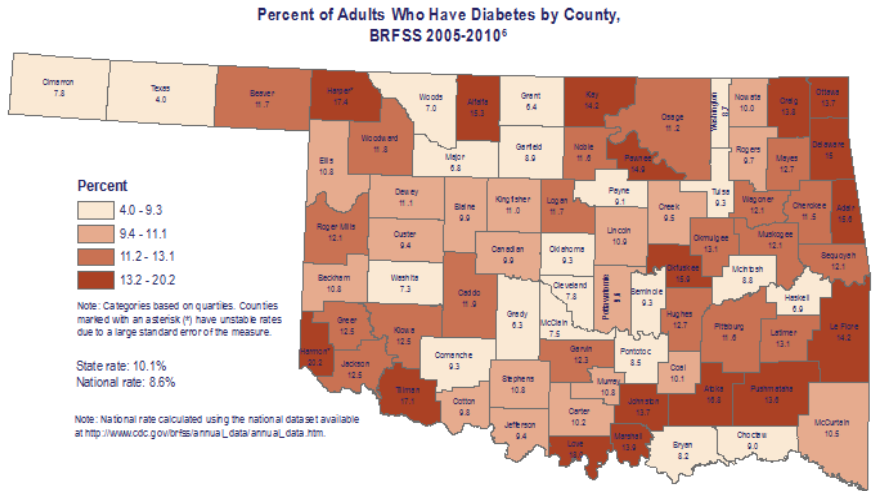 Percent of Adults Who Have Diabetes by County,
BRFSS 2005-2010⁶
Cimarron
7.8
Texas
4.0
Beaver
11.7
Harper*
17.4
Woods
7.0
Alfalfa
15.3
Grant
6.4
Kay
14.2
Osage
11.2
Washington
8.7
Nowata
10.0
Craig
13.8
Ottawa
13.7
Ellis
10.8
Woodward
11.8
Major
6.8
Garfield
8.9
Noble
11.6
Pawnee
14.9
Rogers
9.7
Mayes
12.7
Delaware
15
Dewey
11.1
Blaine
9.9
Kingfisher
11.0
Logan
11.7
Payne
9.1
Creek
9.5
Tulsa
9.3
Wagoner
12.1
Cherokee
11.5
Adair
15.6
Roger Mills
12.1
Custer
9.4
Canadian
9.9
Oklahoma
9.3
Lincoln
10.9
Okmulgee
13.1
Muskogee
12.1
Sequoyah
12.1
Beckham
10.8
Washita
7.3
Caddo
11.9
Cleveland
7.8
Pottawatomie
Seminole
9.3
Okfuskee
15.9
McIntosh
8.8
Haskell
6.9
Greer
12.5
Kiowa
12.5
Grady
6.3
McClain
7.5
Hughes
12.7
Pittsburg
11.6
Latimer
13.1
Le Flore
14.2
Harmon*
20.2
Jackson
12.5
Comanche
9.3
Garvin
12.3
Pontotoc
8.5
Coal
10.1
Tillman
17.1
Cotton
9.8
Stephens
10.8
Murray
10.8
Johnston
13.7
Atoka
16.8
Pushmataha
13.6
McCurtain
10.5
Jefferson
9.4
Carter
10.2
Love
Marshall
13.9
Bryan
8.2
Choctaw
9.0
Percent
4.0 - 9.3
9.4 - 11.1
11.2 - 13.1
13.2 - 20.2
Note: Categories based on quartiles. Counties
marked with an asterisk (*) have unstable rates
due to a large standard error of the measure.
State rate: 10.1%
National rate: 8.6%
Note: National rate calculated using the national dataset available
at http://www.cdc.gov/brfss/annual_data/annual_data.htm.